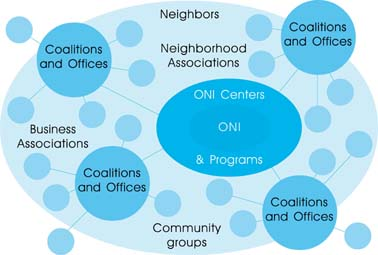 Neighbors
Coalitions
and Offices
Coalitions
and Offices
Neighborhood
Associations
ONI Centers
ONI
& Programs
Business
Associations
Coalitions
and Offices
Coalitions
and Offices
Community
groups